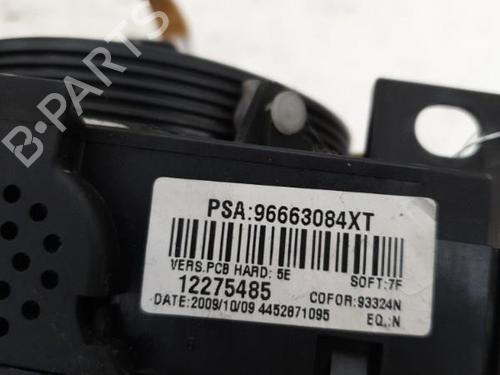 B-PARTS
PSA:96663084XT
VERS.PCB HARD: 5E SOFT:7F
12275485 COFOR:93324N
DATE:2009/10/09 4452871095 EQ.:N